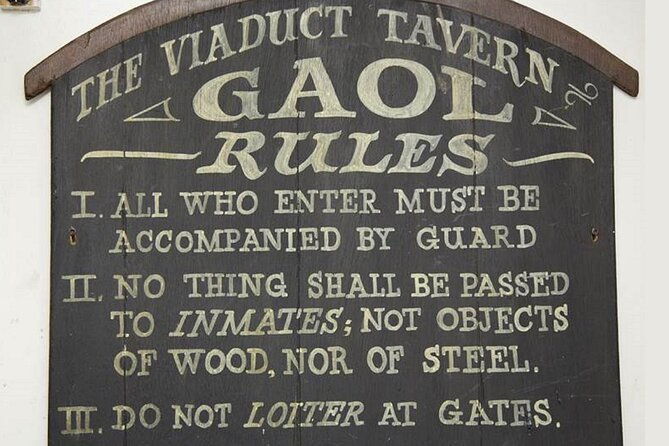 THE VIADUCT TAVERN
GAOL
RULES
I. ALL WHO ENTER MUST BE
ACCOMPANIED BY GUARD
II. NO THING SHALL BE PASSED
TO INMATES; NOT OBJECTS
OF WOOD, NOR OF STEEL.
III. DO NOT LOITER AT GATES.